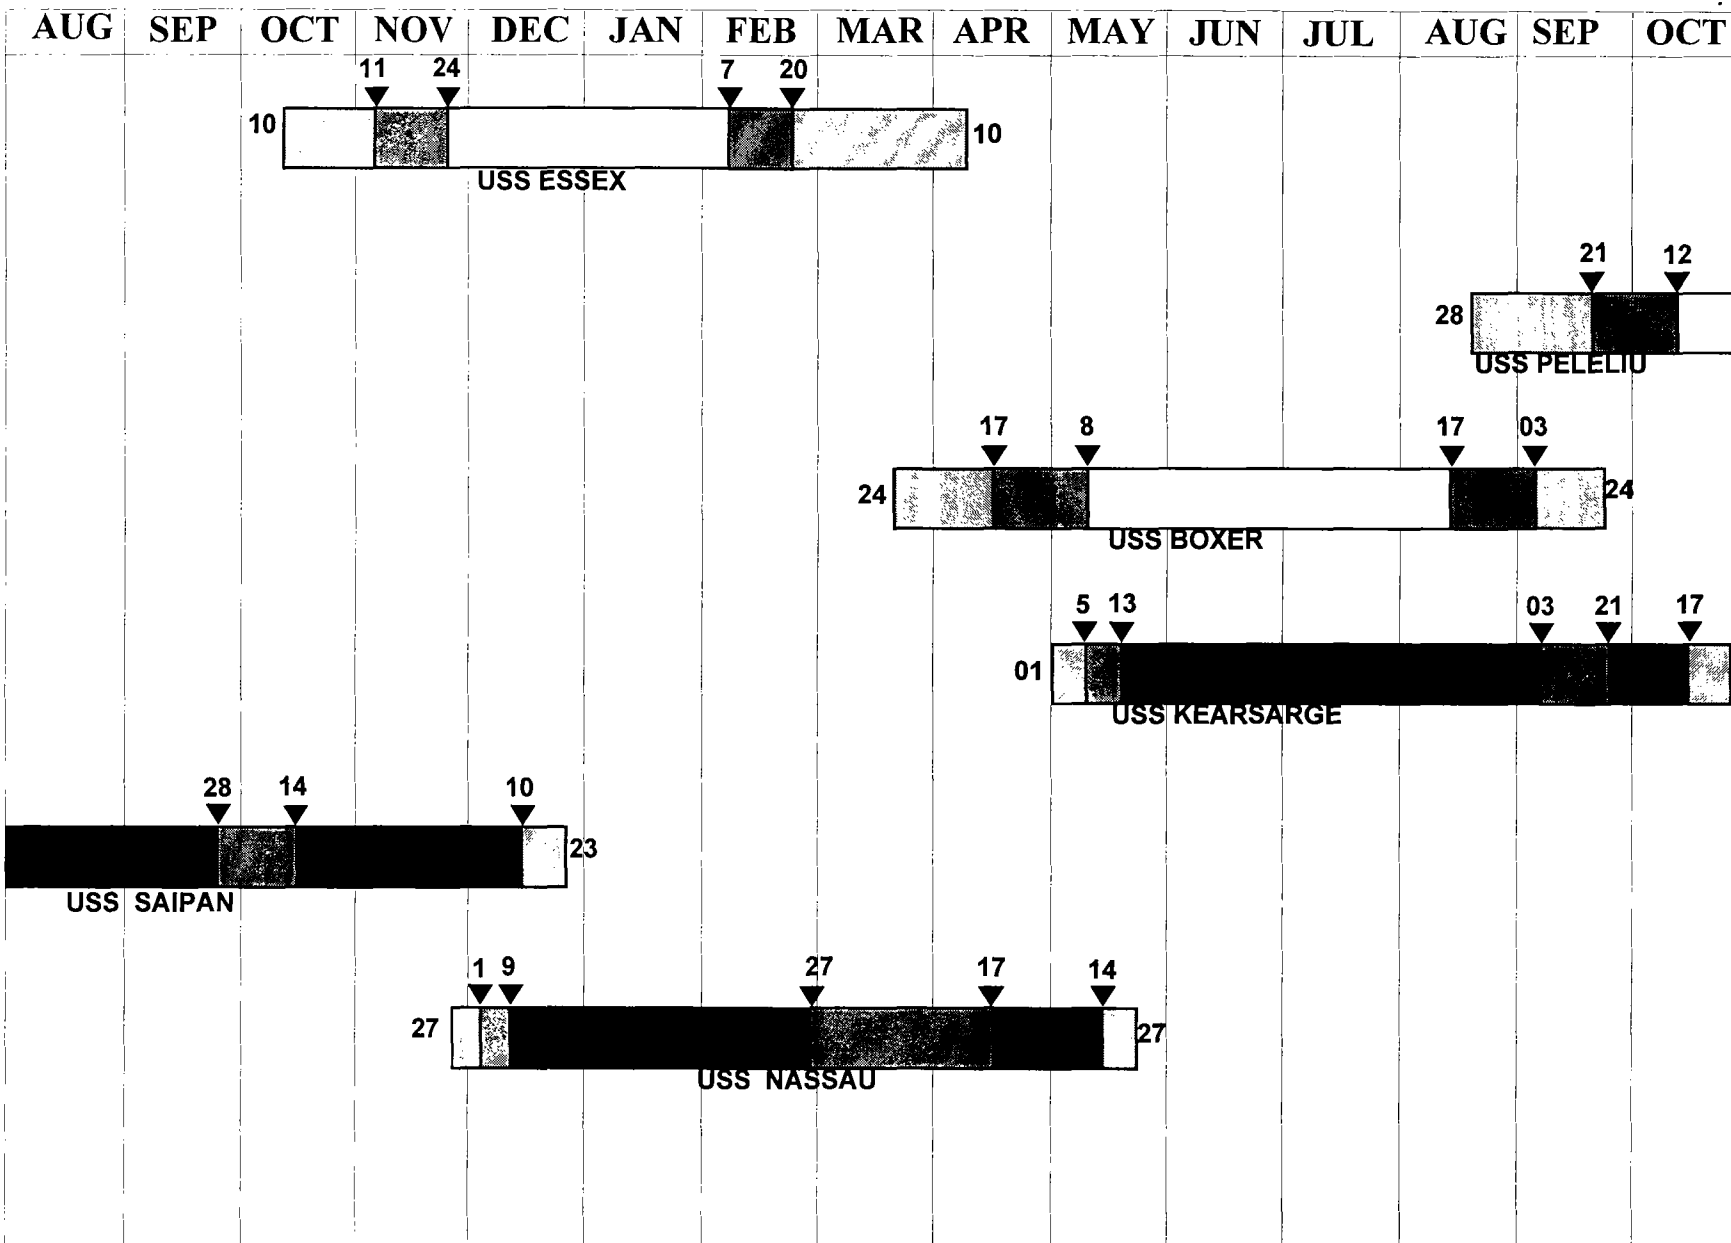 AUG SEP OCT NOV DEC JAN FEB MAR APR MAY JUN JUL AUG SEP OCT
11 24 7 20
10 10
USS ESSEX
21 12
28
USS PELELIU
17 8 17 03
24 24
USS BOXER
5 13 03 21 17
01
USS KEARSARGE
28 14 10
23
USS SAIPAN
1 9 27 17 14
27 27
USS NASSAU